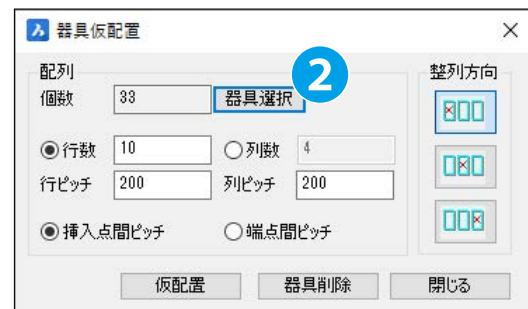 器具仮配置
配列
個数 33 器具選択 2
行数 10 列数 4
行ピッチ 200 列ピッチ 200
挿入点間ピッチ 端点間ピッチ
整列方向
仮配置 器具削除 閉じる